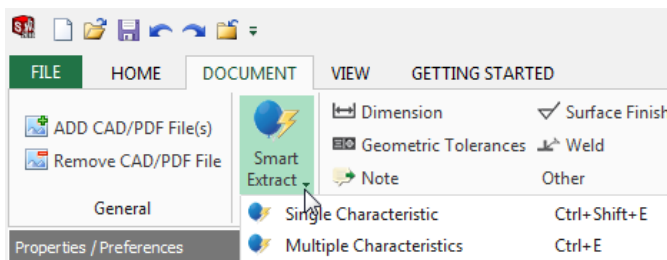 FILE HOME DOCUMENT VIEW GETTING STARTED
ADD CAD/PDF File(s)
Remove CAD/PDF File
General
Smart
Extract
Dimension
Geometric Tolerances
Note
Surface Finish
Weld
Other
Single Characteristic Ctrl+Shift+E
Multiple Characteristics Ctrl+E
Properties / Preferences